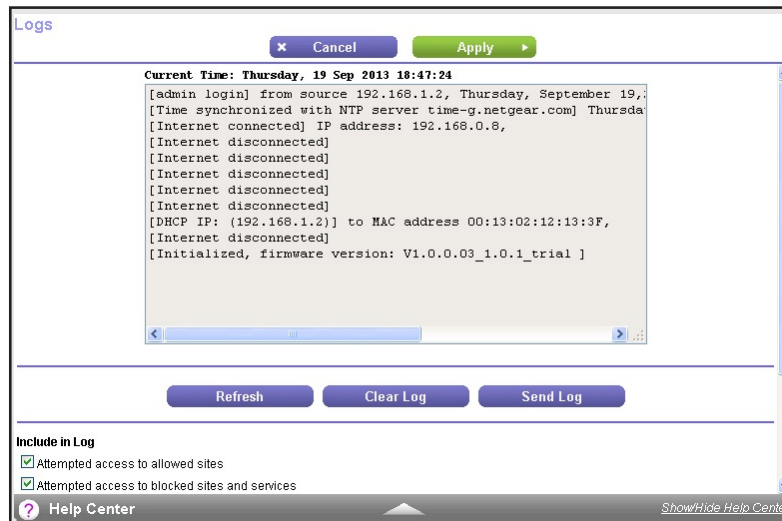 Logs
Cancel Apply
Current Time: Thursday, 19 Sep 2013 18:47:24
[admin login] from source 192.168.1.2, Thursday, September 19,
[Time synchronized with NTP server time-g.netgear.com] Thursda
[Internet connected] IP address: 192.168.0.8,
[Internet disconnected]
[Internet disconnected]
[Internet disconnected]
[Internet disconnected]
[Internet disconnected]
[DHCP IP: (192.168.1.2)] to MAC address 00:13:02:12:13:3F,
[Internet disconnected]
[Initialized, firmware version: V1.0.0.03_1.0.1_trial ]
Refresh Clear Log Send Log
Include in Log
Attempted access to allowed sites
Attempted access to blocked sites and services
? Help Center Show/Hide Help Cente